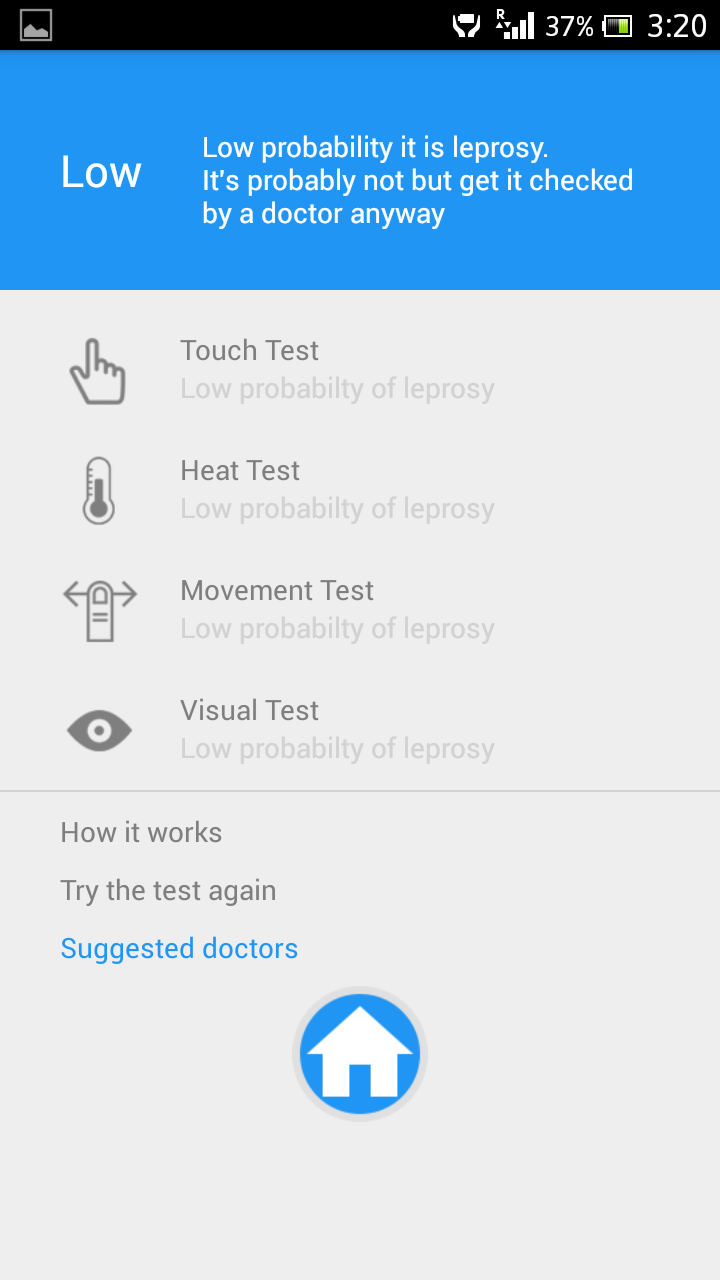 R 37% 3:20
Low
Low probability it is leprosy.
It's probably not but get it checked
by a doctor anyway
Touch Test
Low probabilty of leprosy
Heat Test
Low probabilty of leprosy
Movement Test
Low probabilty of leprosy
Visual Test
Low probabilty of leprosy
How it works
Try the test again
Suggested doctors